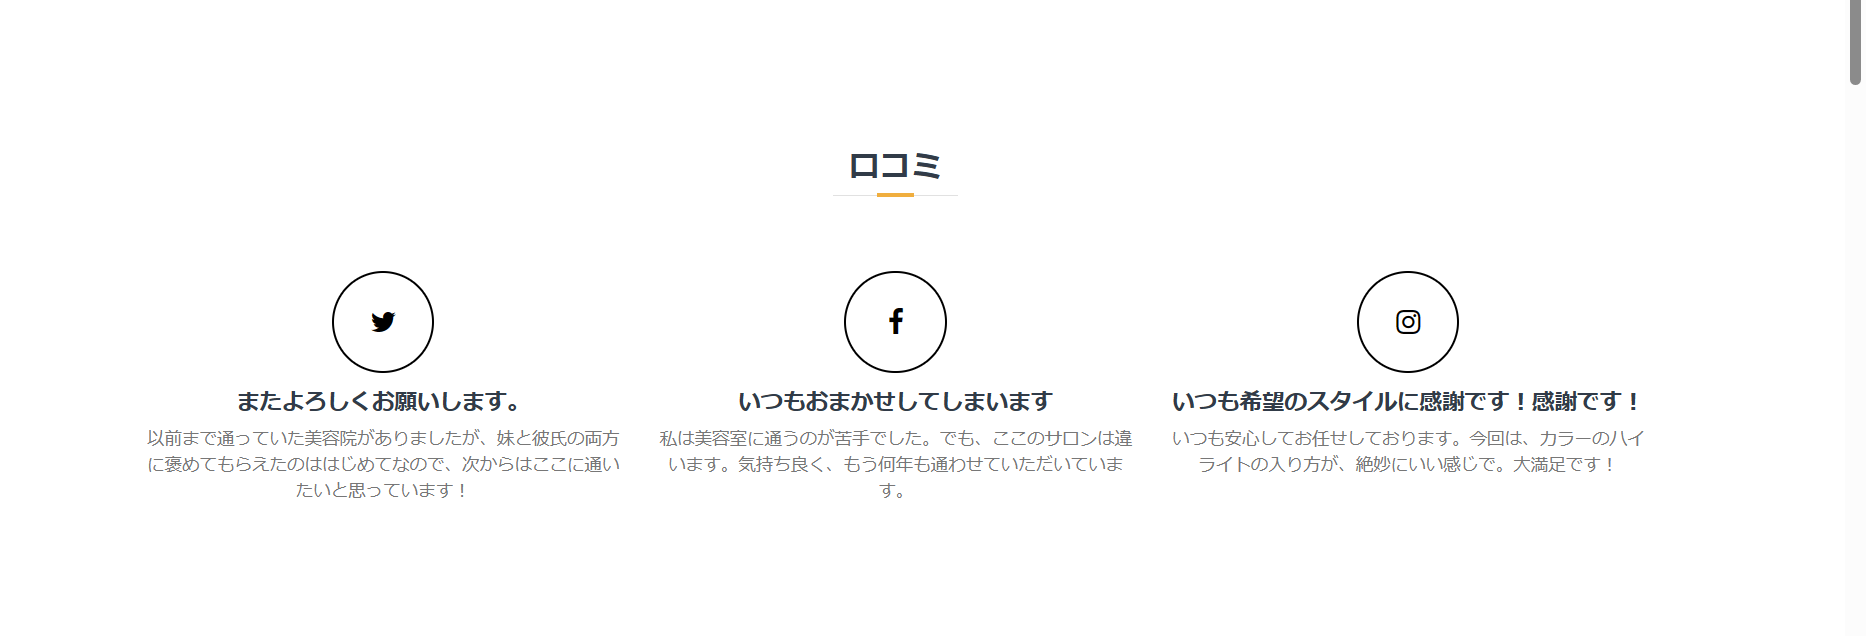 口コミ
またよろしくお願いします。
以前まで通っていた美容院がありましたが、妹と彼氏の両方
に褒めてもらえたのははじめてなので、次からはここに通い
たいと思っています！
いつもおまかせしてしまいます
私は美容室に通うのが苦手でした。でも、ここのサロンは違
います。気持ち良く、もう何年も通わせていただいていま
す。
いつも希望のスタイルに感謝です！感謝です！
いつも安心してお任せしております。今回は、カラーのハイ
ライトの入り方が、絶妙にいい感じで。大満足です！